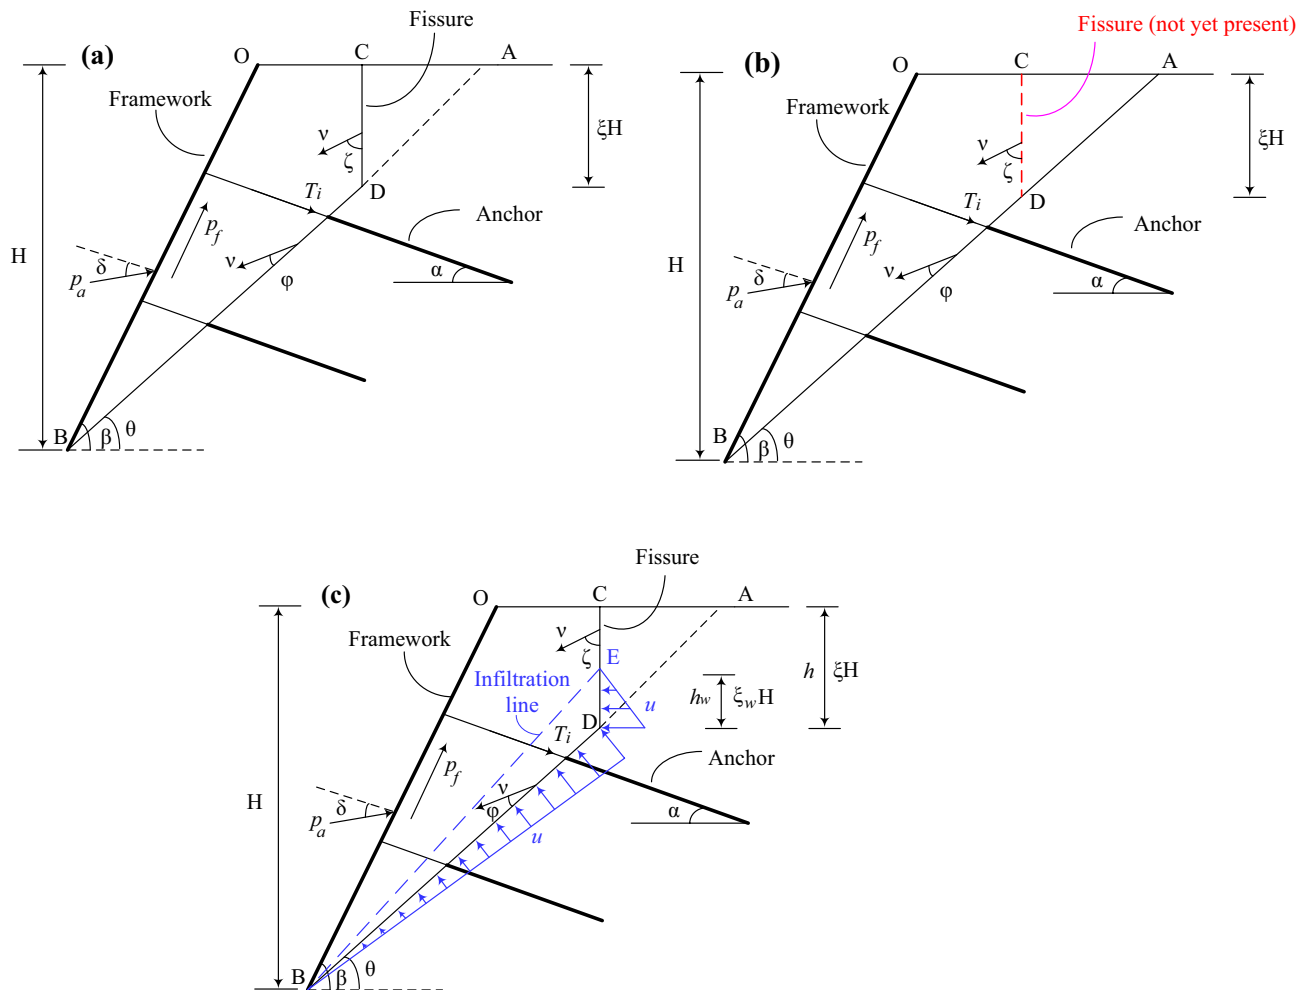 (a)
Fissure
O
C
A
Framework
ν
ζ
ξH
D
Ti
Anchor
pf
H
ν
δ
pa
φ
α
B
β
θ
(b)
Fissure (not yet present)
O
C
A
Framework
ν
ζ
ξH
D
Ti
Anchor
pf
H
ν
δ
pa
φ
α
B
β
θ
(c)
Fissure
O
C
A
Framework
ν
ζ
E
Infiltration
line
h
ξH
hw
ξwH
u
D
Ti
Anchor
pf
H
ν
δ
pa
φ
α
u
B
β
θ